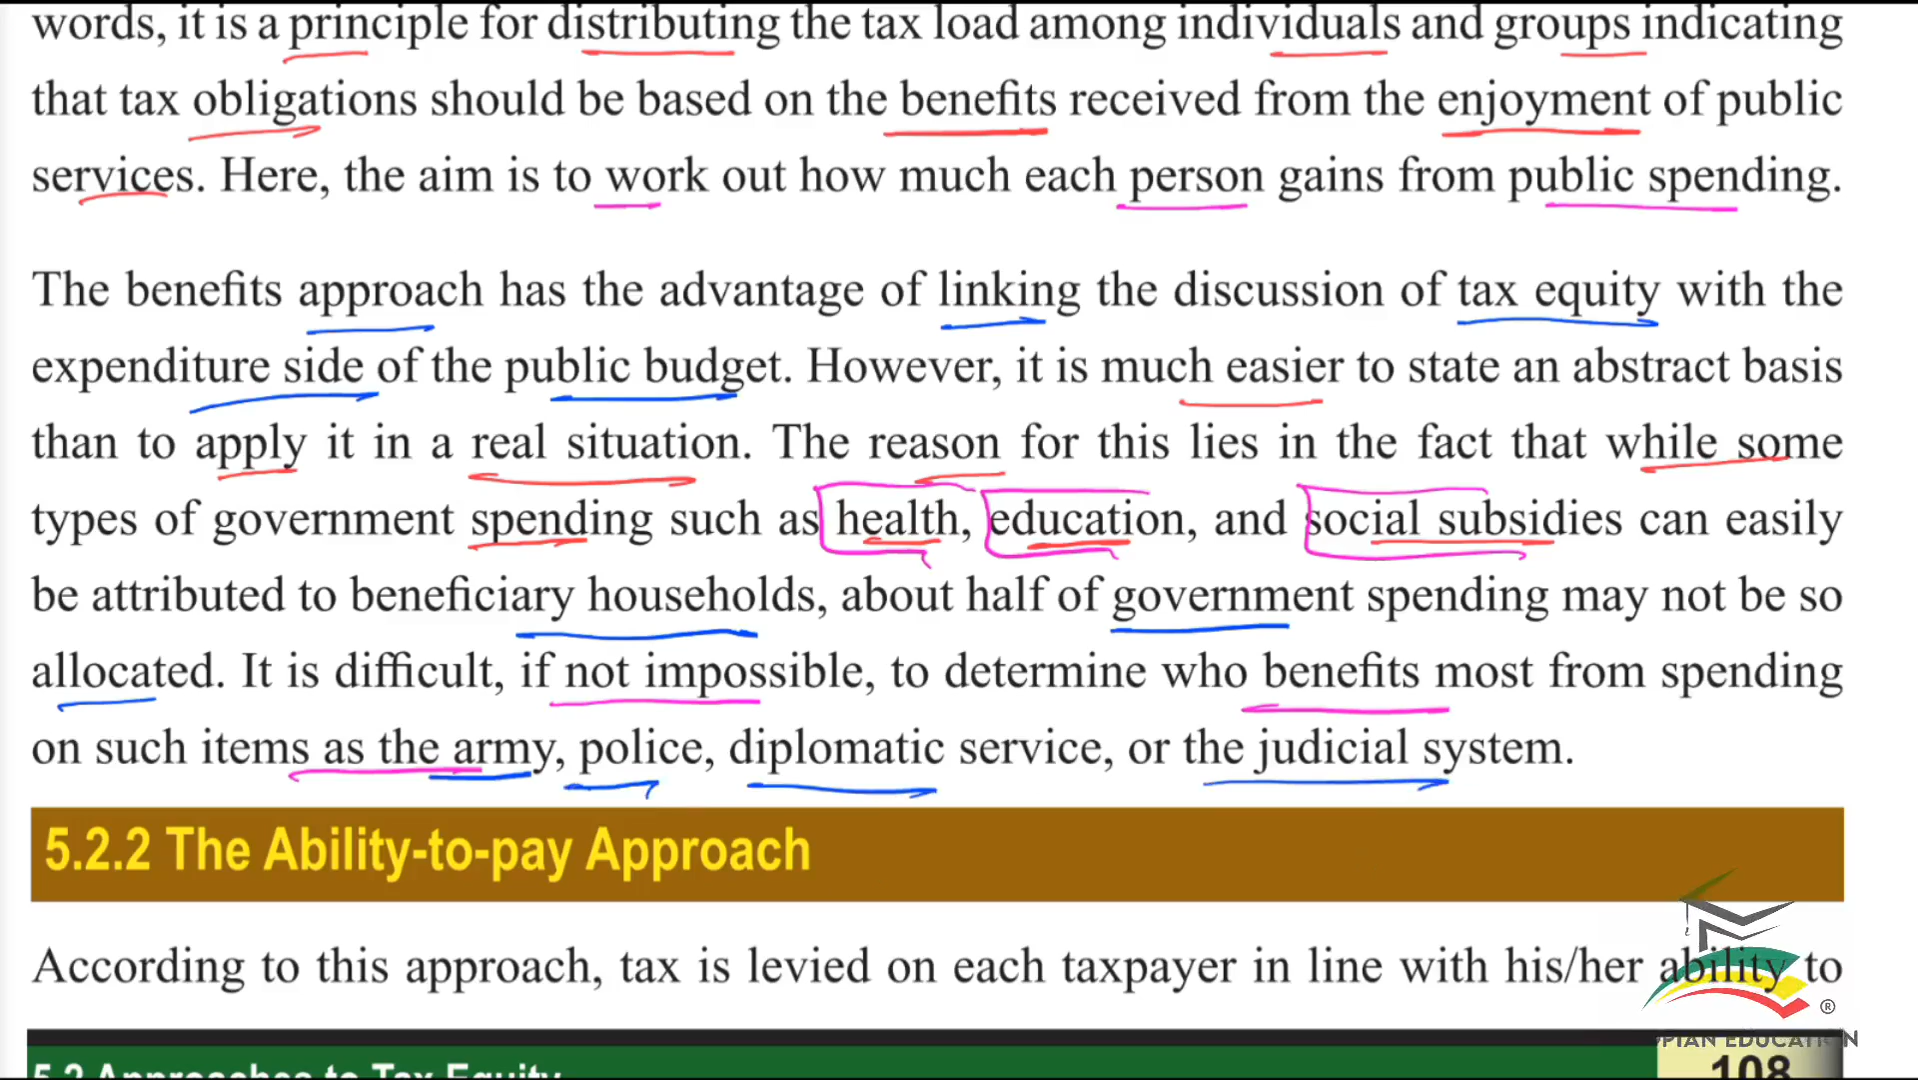 words, it is a principle for distributing the tax load among individuals and groups indicating
that tax obligations should be based on the benefits received from the enjoyment of public
services. Here, the aim is to work out how much each person gains from public spending.
The benefits approach has the advantage of linking the discussion of tax equity with the
expenditure side of the public budget. However, it is much easier to state an abstract basis
than to apply it in a real situation. The reason for this lies in the fact that while some
types of government spending such as health, education, and social subsidies can easily
be attributed to beneficiary households, about half of government spending may not be so
allocated. It is difficult, if not impossible, to determine who benefits most from spending
on such items as the army, police, diplomatic service, or the judicial system.
5.2.2 The Ability-to-pay Approach
According to this approach, tax is levied on each taxpayer in line with his/her ability to
®
OPIAN EDUCATION
5.2 Approaches to Tax Equity
108